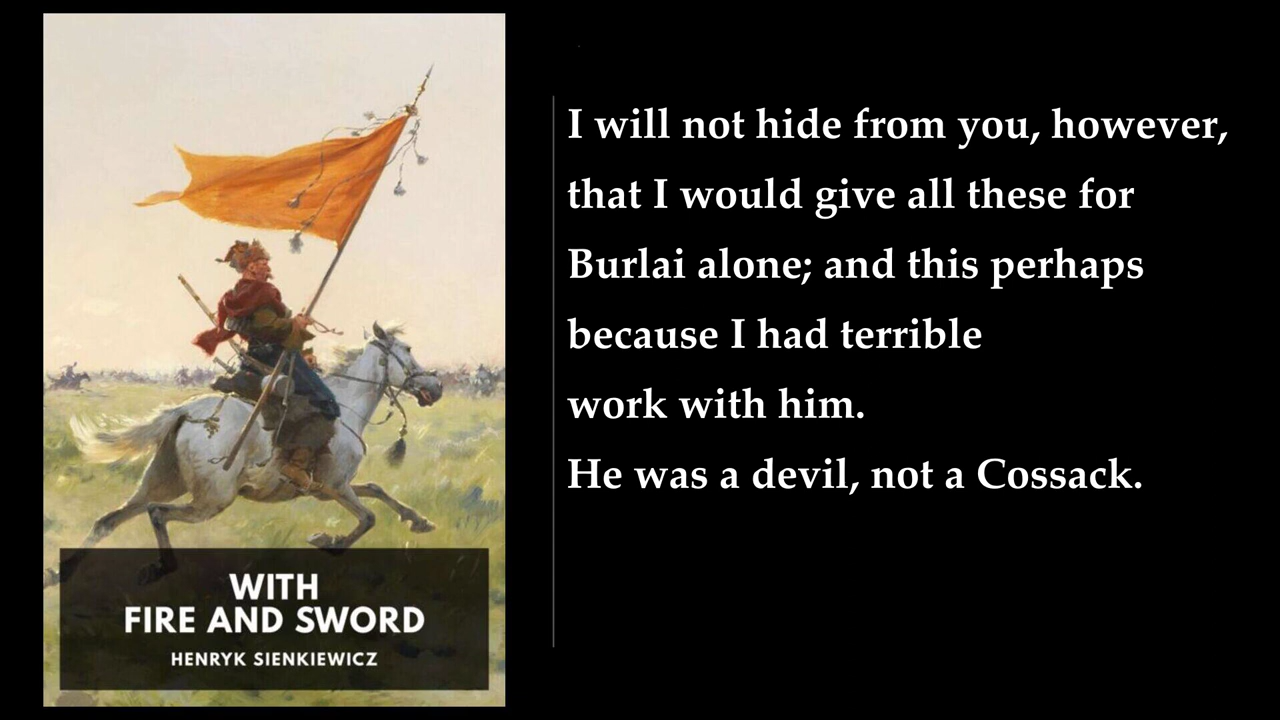 WITH
FIRE AND SWORD
HENRYK SIENKIEWICZ
I will not hide from you, however,
that I would give all these for
Burlai alone; and this perhaps
because I had terrible
work with him.
He was a devil, not a Cossack.